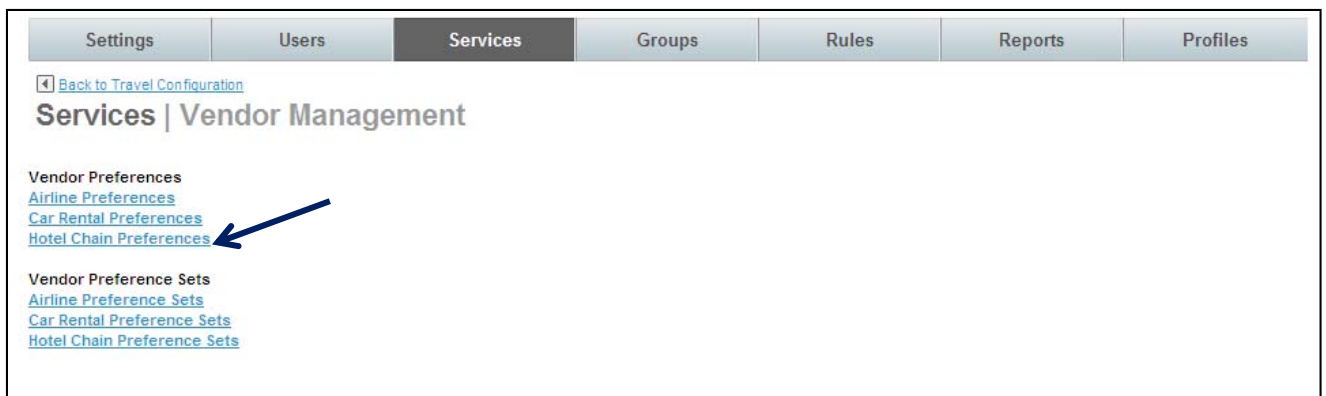 Settings Users Services Groups Rules Reports Profiles
Back to Travel Configuration
Services | Vendor Management
Vendor Preferences
Airline Preferences
Car Rental Preferences
Hotel Chain Preferences
Vendor Preference Sets
Airline Preference Sets
Car Rental Preference Sets
Hotel Chain Preference Sets